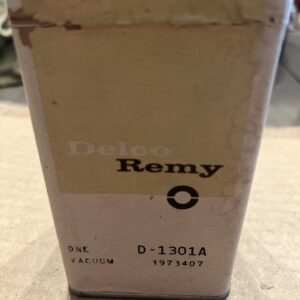 Delco
Remy
ONE D-1301A
VACUUM 1973407